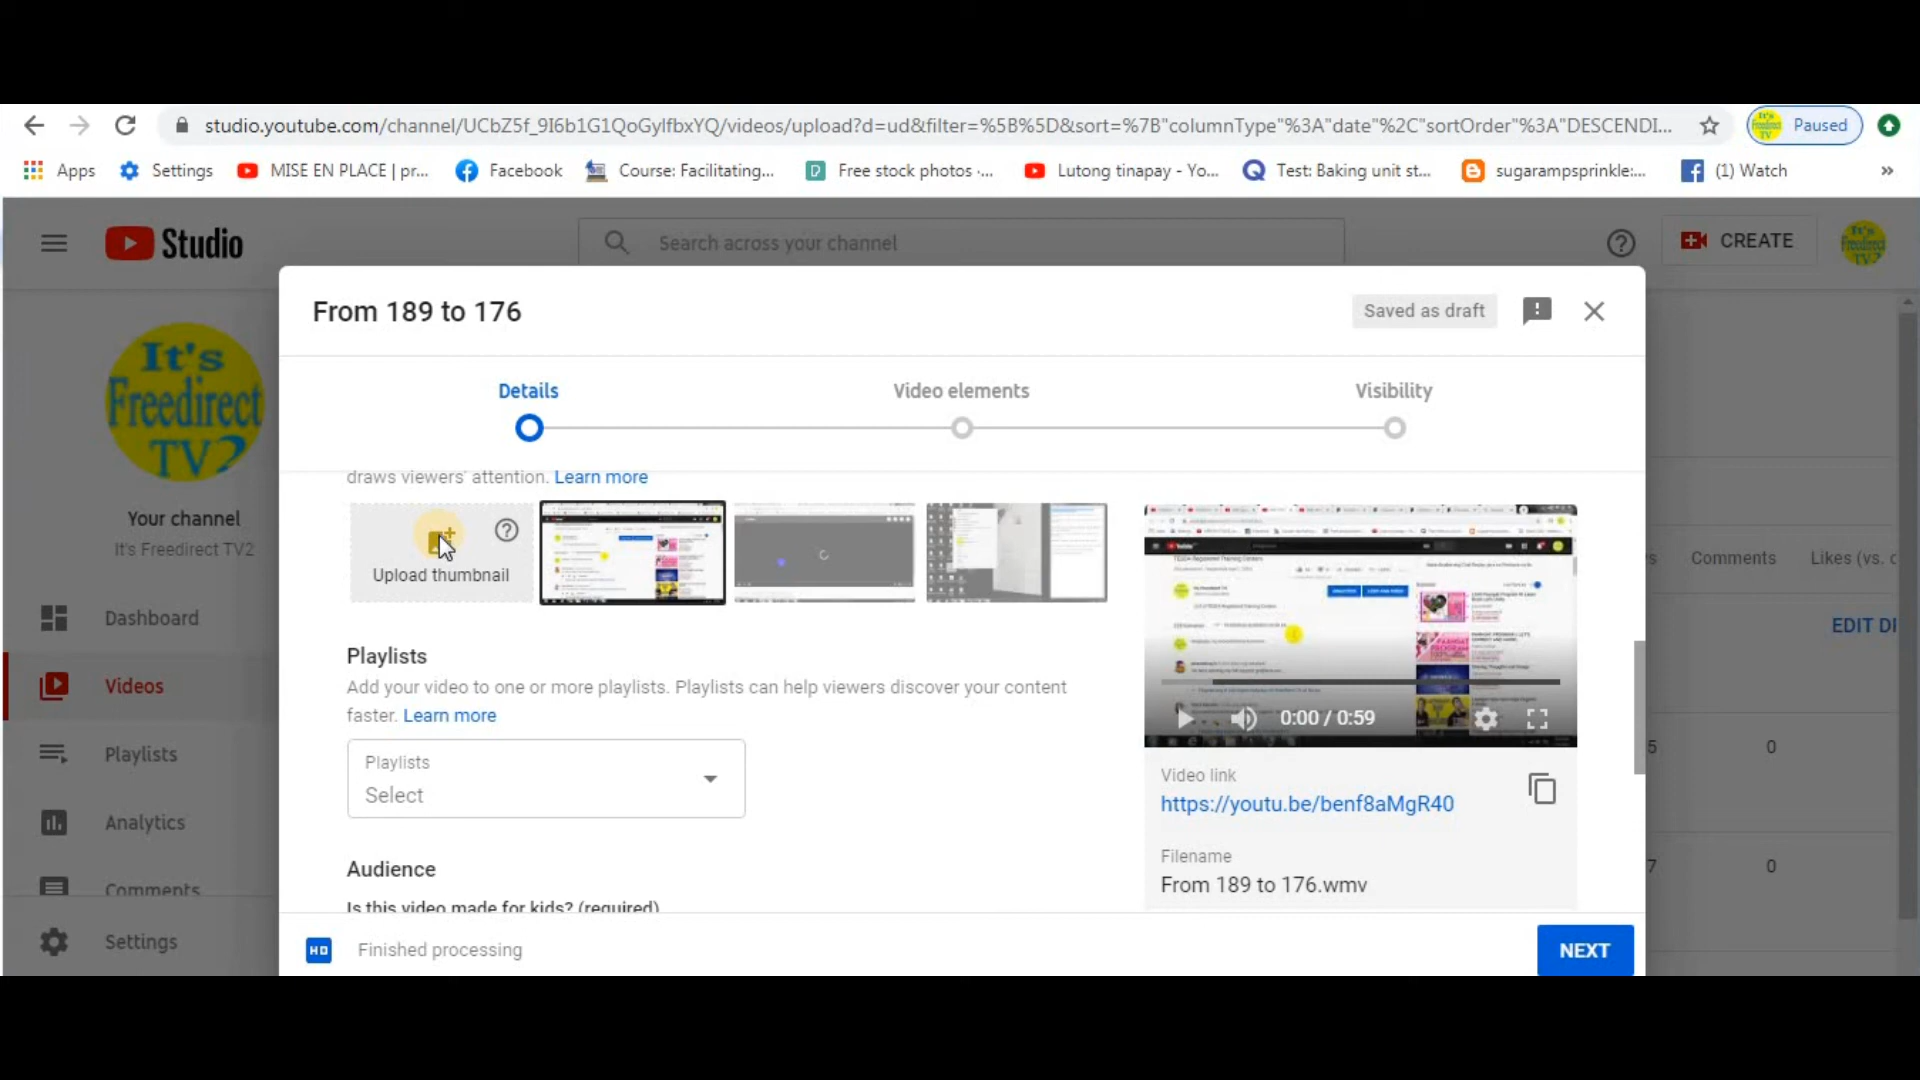 studio.youtube.com/channel/UCbZ5f_9I6b1G1QoGylfbxYQ/videos/upload?d=ud&filter=%5B%5D&sort=%7B"columnType"%3A"date"%2C"sortOrder"%3A"DESCENDI...
Paused
Apps
Settings
MISE EN PLACE | pr...
Facebook
Course: Facilitating...
Free stock photos ·...
Lutong tinapay - Yo...
Test: Baking unit st...
sugarampsprinkle:...
(1) Watch
»
Studio
Search across your channel
CREATE
It's
Freedirect
TV2
From 189 to 176
Saved as draft
Details
Video elements
Visibility
It's
Freedirect
TV2
Your channel
It's Freedirect TV2
Dashboard
Videos
Playlists
Analytics
Comments
Settings
draws viewers' attention. Learn more
Upload thumbnail
Playlists
Add your video to one or more playlists. Playlists can help viewers discover your content
faster. Learn more
Playlists
Select
Audience
Is this video made for kids? (required)
0:00 / 0:59
Video link
https://youtu.be/benf8aMgR40
Filename
From 189 to 176.wmv
Comments
Likes (vs. d
EDIT D
5
0
7
0
HD
Finished processing
NEXT